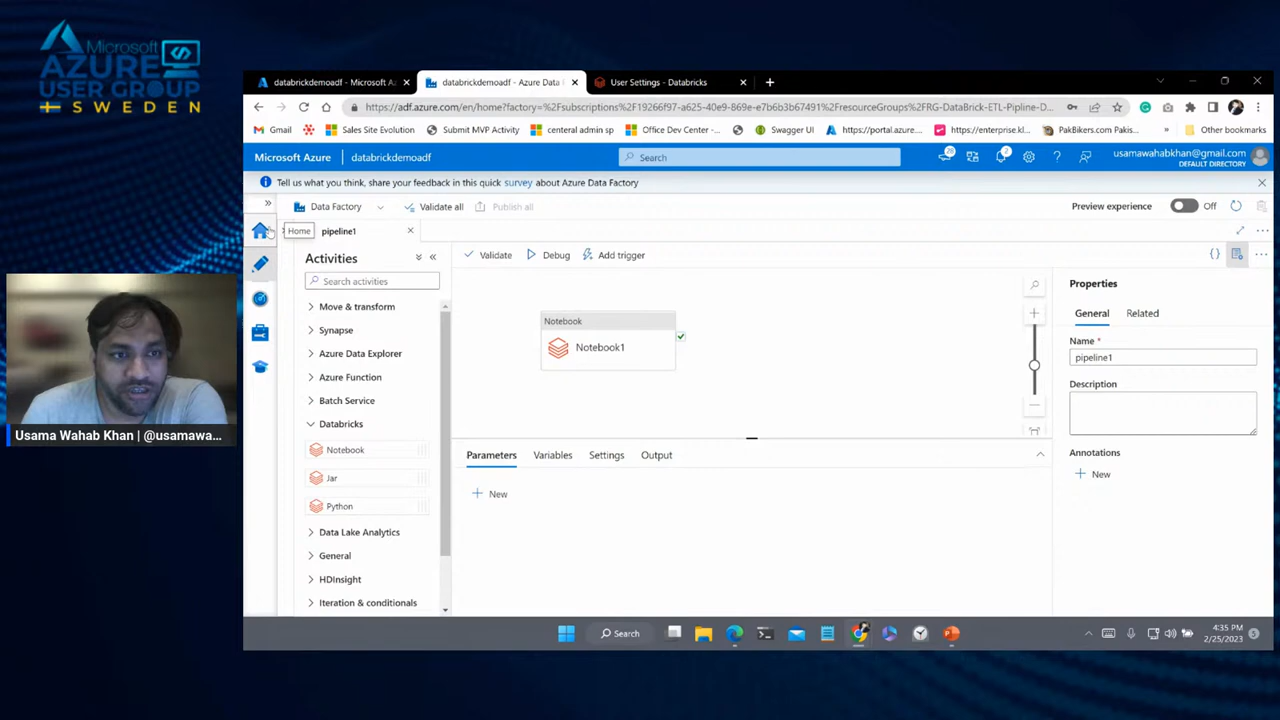 Microsoft
AZURE
USER GROUP
SWEDEN
databrickdemoadf - Microsoft Az
databrickdemoadf - Azure Data F
User Settings - Databricks
https://adf.azure.com/en/home?factory=%2Fsubscriptions%2F19266f97-a625-40e9-869e-e7b6b3b67491%2FresourceGroups%2FRG-DataBrick-ETL-Pipline-D...
Gmail
Sales Site Evolution
Submit MVP Activity
centeral admin sp
Office Dev Center -...
Swagger UI
https://portal.azure....
https://enterprise.kl...
PakBikers.com Pakis...
»
Other bookmarks
Microsoft Azure
databrickdemoadf
Search
usamawahabkhan@gmail.com
DEFAULT DIRECTORY
Tell us what you think, share your feedback in this quick survey about Azure Data Factory
Data Factory
Validate all
Publish all
Preview experience
Off
Home
pipeline1
Activities
Validate
Debug
Add trigger
Search activities
Move & transform
Synapse
Azure Data Explorer
Azure Function
Batch Service
Databricks
Notebook
Jar
Python
Data Lake Analytics
General
HDInsight
Iteration & conditionals
Notebook
Notebook1
Parameters
Variables
Settings
Output
New
Properties
General
Related
Name *
pipeline1
Description
Annotations
New
Usama Wahab Khan | @usamawa...
Search
4:35 PM
2/25/2023